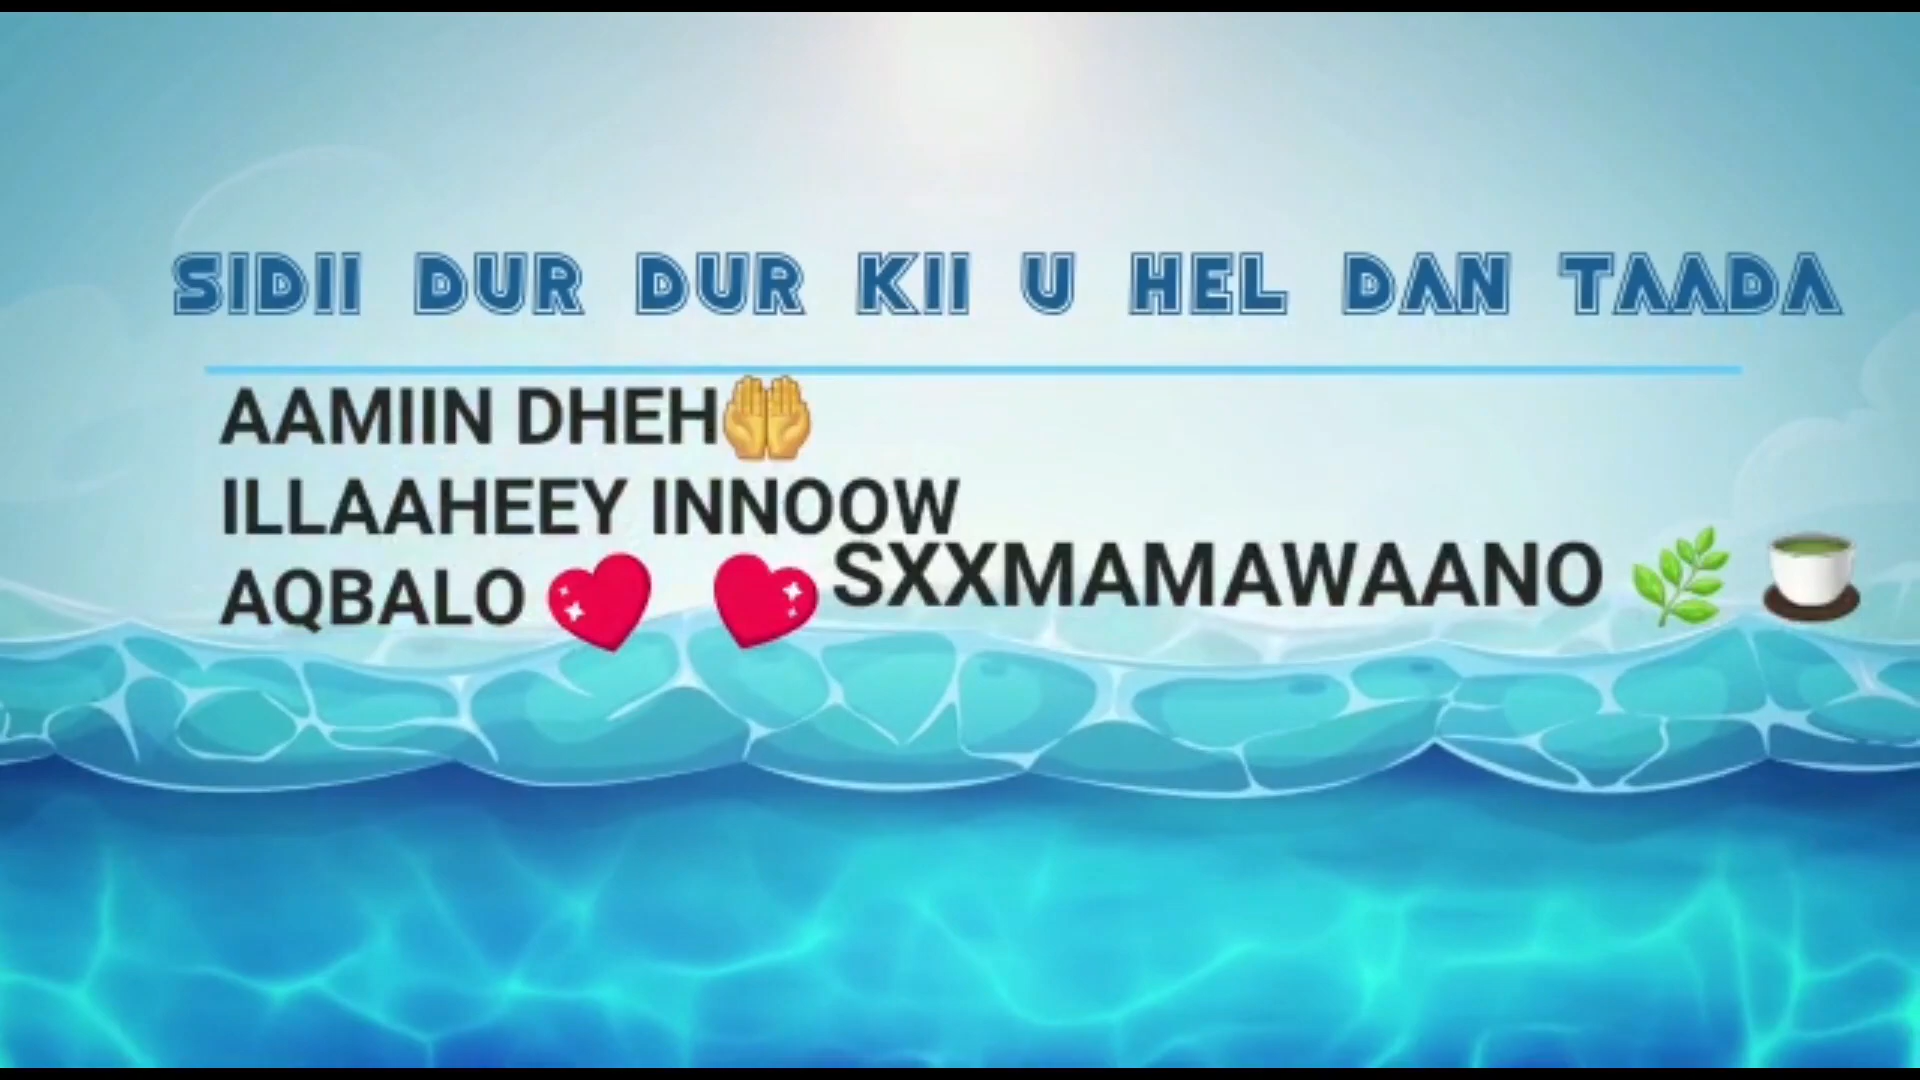 SIDII DUR DUR KII U HEL DAN TAADA
AAMIIN DHEH🤲
ILLAAHEEY INNOOW
AQBALO 💖 💖 SXXMAMAWAANO 🌿 🍵